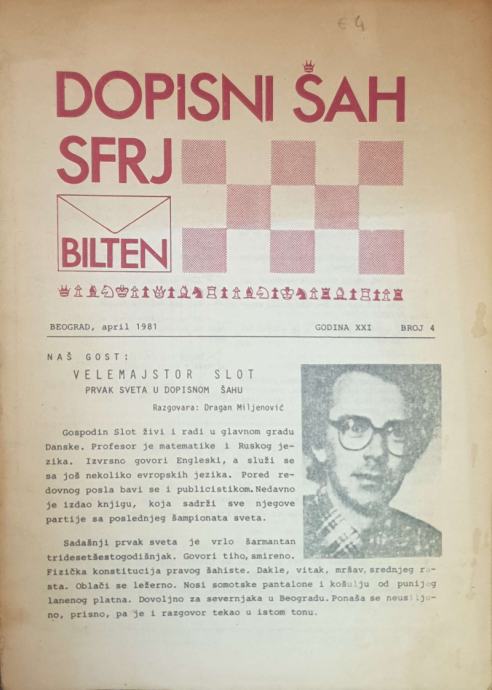 € 4
DOPISNI ŠAH
SFRJ
BILTEN
BEOGRAD, april 1981 GODINA XXI BROJ 4
NAŠ GOST:
VELEMAJSTOR SLOT
PRVAK SVETA U DOPISNOM ŠAHU
Razgovara: Dragan Miljenović
Gospodin Slot živi i radi u glavnom gradu
Danske. Profesor je matematike i Ruskog je-
zika. Izvrsno govori Engleski, a služi se
sa još nekoliko evropskih jezika. Pored re-
dovnog posla bavi se i publicistikom. Nedavno
je izdao knjigu, koja sadrži sve njegove
partije sa poslednjeg šampionata sveta.
Sadašnji prvak sveta je vrlo šarmantan
tridesetšestogodišnjak. Govori tiho, smireno.
Fizička konstitucija pravog šahiste. Dakle, vitak, mršav, srednjeg ra-
sta. Oblači se ležerno. Nosi somotske pantalone i košulju od punijeg
lanenog platna. Dovoljno za severnjaka u Beogradu. Ponaša se neusiljе-
no, prisno, pa je i razgovor tekao u istom tonu.